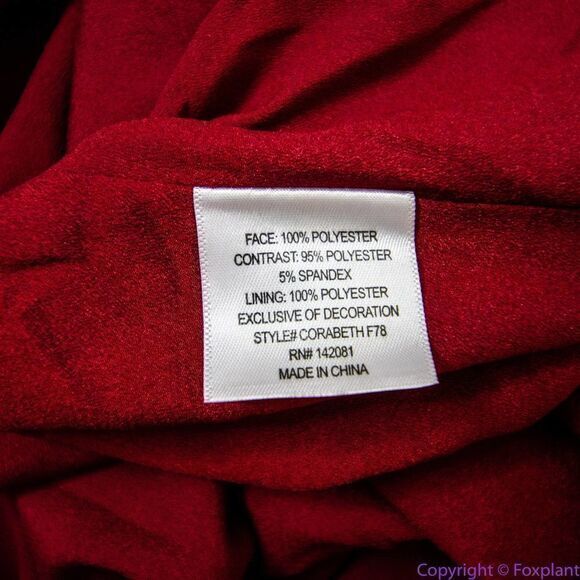 FACE: 100% POLYESTER
CONTRAST: 95% POLYESTER
5% SPANDEX
LINING: 100% POLYESTER
EXCLUSIVE OF DECORATION
STYLE# CORABETH F78
RN# 142081
MADE IN CHINA
Copyright © Foxplant